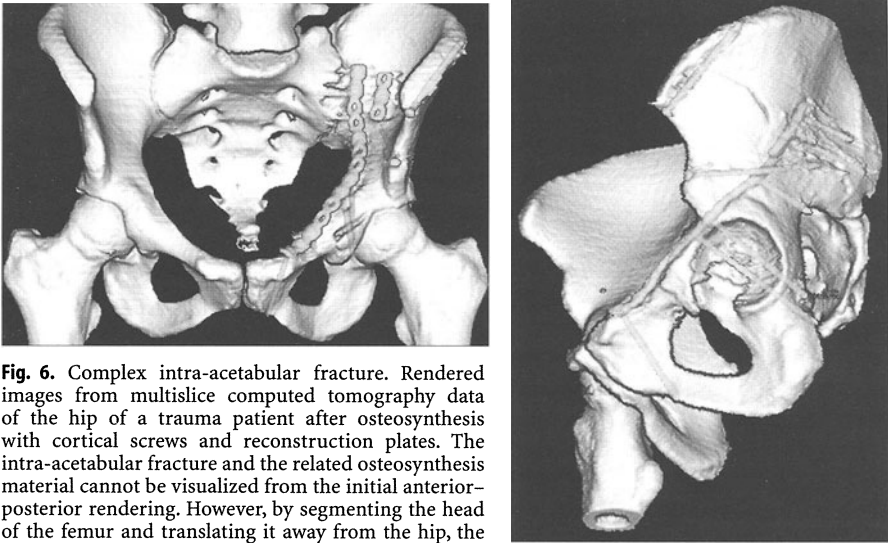 Fig. 6. Complex intra-acetabular fracture. Rendered
images from multislice computed tomography data
of the hip of a trauma patient after osteosynthesis
with cortical screws and reconstruction plates. The
intra-acetabular fracture and the related osteosynthesis
material cannot be visualized from the initial anterior–
posterior rendering. However, by segmenting the head
of the femur and translating it away from the hip, the